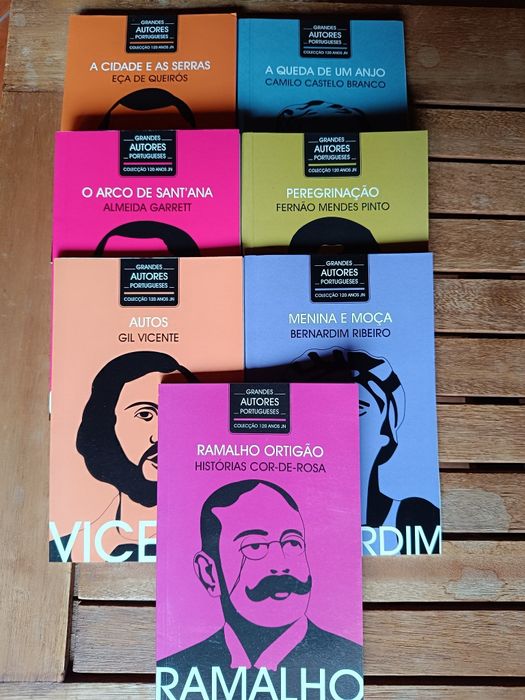 GRANDES
AUTORES
PORTUGUESES
COLECÇÃO 120 ANOS JN
A CIDADE E AS SERRAS
EÇA DE QUEIRÓS
GRANDES
AUTORES
PORTUGUESES
COLECÇÃO 120 ANOS JN
A QUEDA DE UM ANJO
CAMILO CASTELO BRANCO
GRANDES
AUTORES
PORTUGUESES
COLECÇÃO 120 ANOS JN
O ARCO DE SANT'ANA
ALMEIDA GARRETT
GRANDES
AUTORES
PORTUGUESES
COLECÇÃO 120 ANOS JN
PEREGRINAÇÃO
FERNÃO MENDES PINTO
GRANDES
AUTORES
PORTUGUESES
COLECÇÃO 120 ANOS JN
AUTOS
GIL VICENTE
VICE
GRANDES
AUTORES
PORTUGUESES
COLECÇÃO 120 ANOS JN
MENINA E MOÇA
BERNARDIM RIBEIRO
RDIM
GRANDES
AUTORES
PORTUGUESES
COLECÇÃO 120 ANOS JN
RAMALHO ORTIGÃO
HISTÓRIAS COR-DE-ROSA
RAMALHO